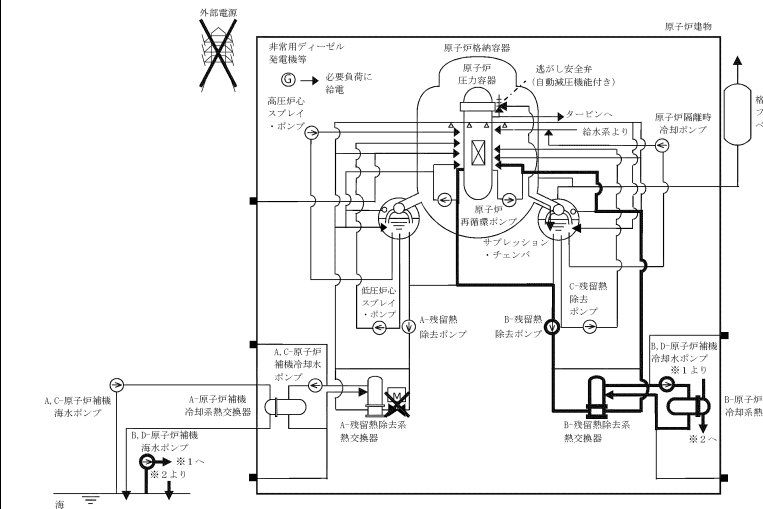 外部電源
原子炉建物
非常用ディーゼル
発電機等
原子炉格納容器
G
必要負荷に
給電
原子炉
圧力容器
逃がし安全弁
(自動減圧機能付き)
高圧炉心
スプレイ
・ポンプ
タービンへ
給水系より
原子炉隔離時
冷却ポンプ
格
フ
ベ
原子炉
再循環ポンプ
サプレッション
・チェンバ
低圧炉心
スプレイ
・ポンプ
C-残留熱
除去
ポンプ
A-残留熱
除去ポンプ
B-残留熱
除去ポンプ
A,C-原子炉
補機冷却水
ポンプ
B,D-原子炉補機
冷却水ポンプ
※1より
A,C-原子炉補機
海水ポンプ
A-原子炉補機
冷却系熱交換器
M
B-原子炉
冷却系熱
A-残留熱除去系
熱交換器
B-残留熱除去系
熱交換器
※2へ
B,D-原子炉補機
海水ポンプ
※1へ
※2より
海